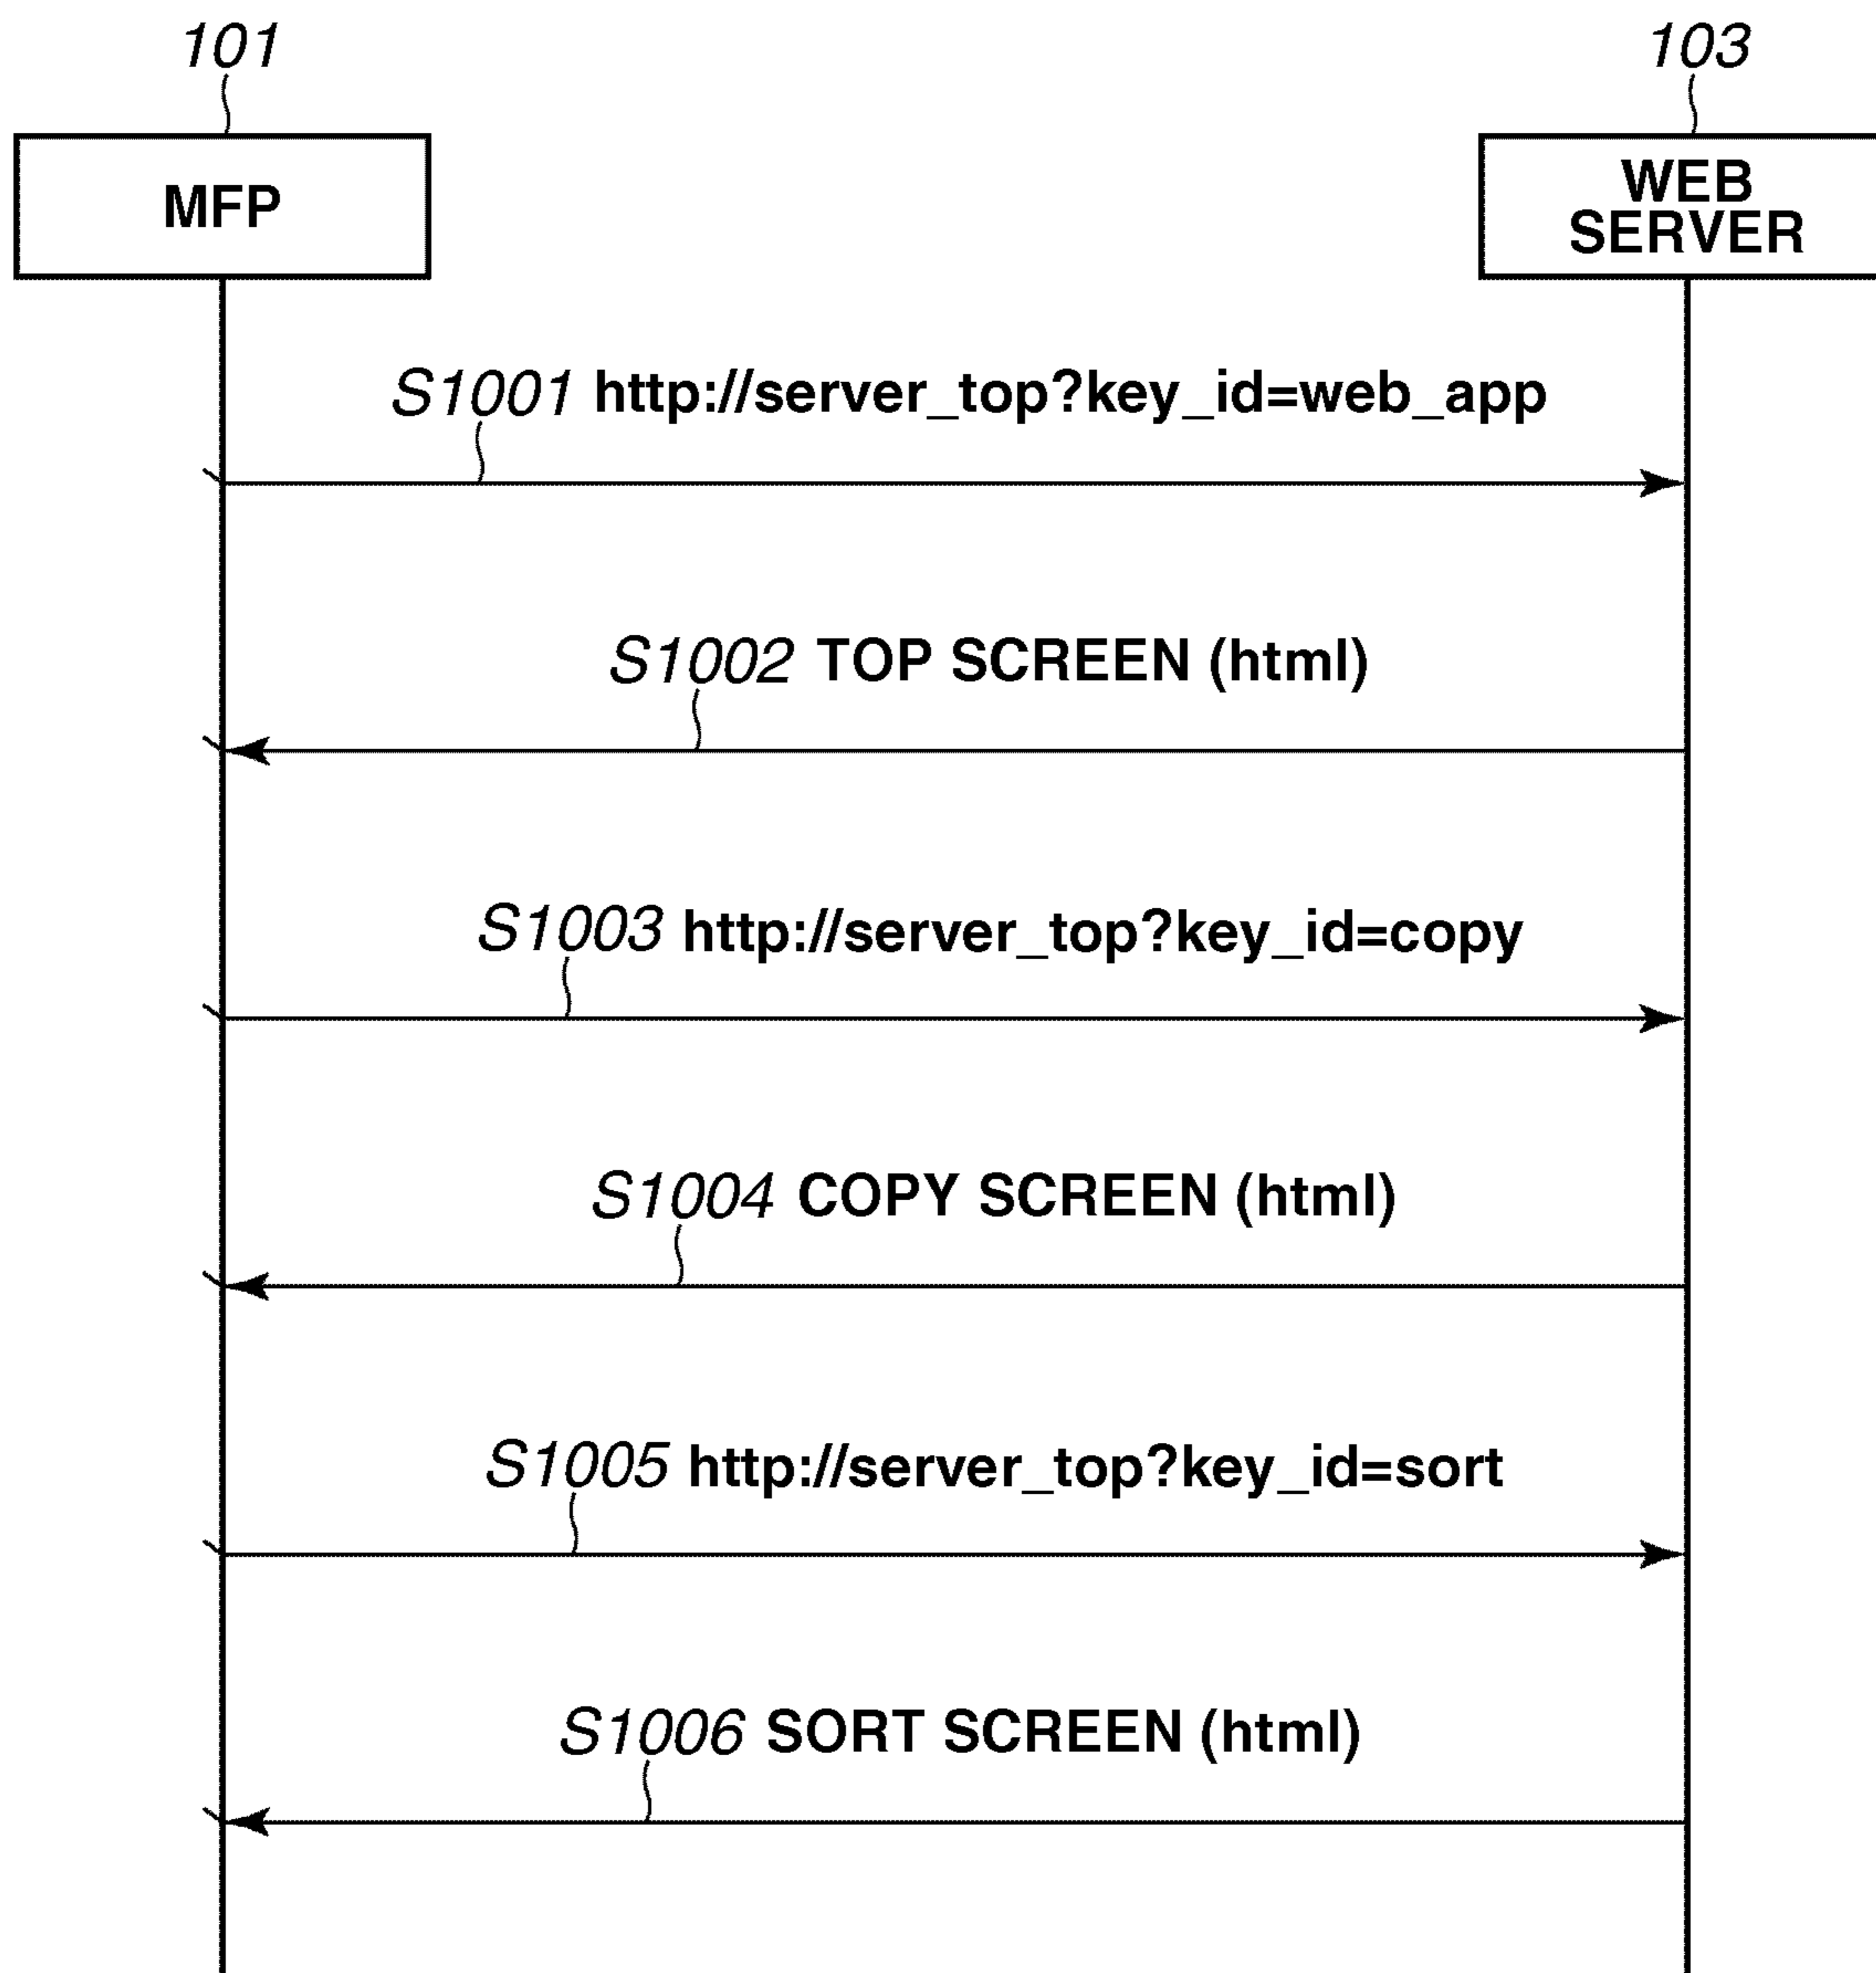 101
103
MFP
WEB
SERVER
S1001 http://server_top?key_id=web_app
S1002 TOP SCREEN (html)
S1003 http://server_top?key_id=copy
S1004 COPY SCREEN (html)
S1005 http://server_top?key_id=sort
S1006 SORT SCREEN (html)